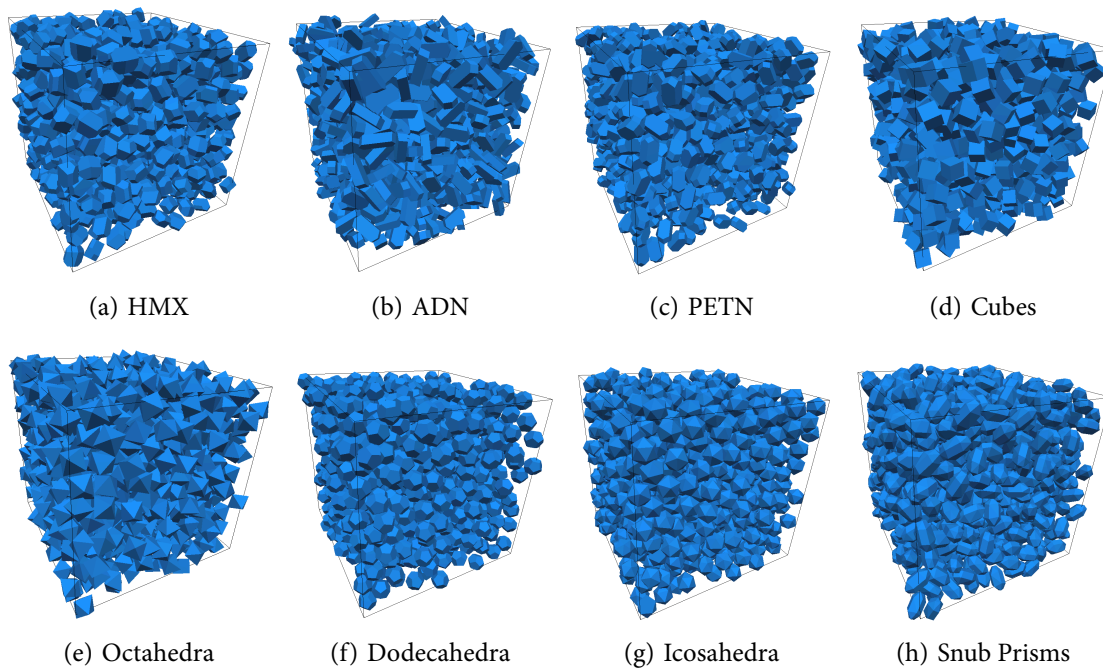 (a) HMX
(b) ADN
(c) PETN
(d) Cubes
(e) Octahedra
(f) Dodecahedra
(g) Icosahedra
(h) Snub Prisms